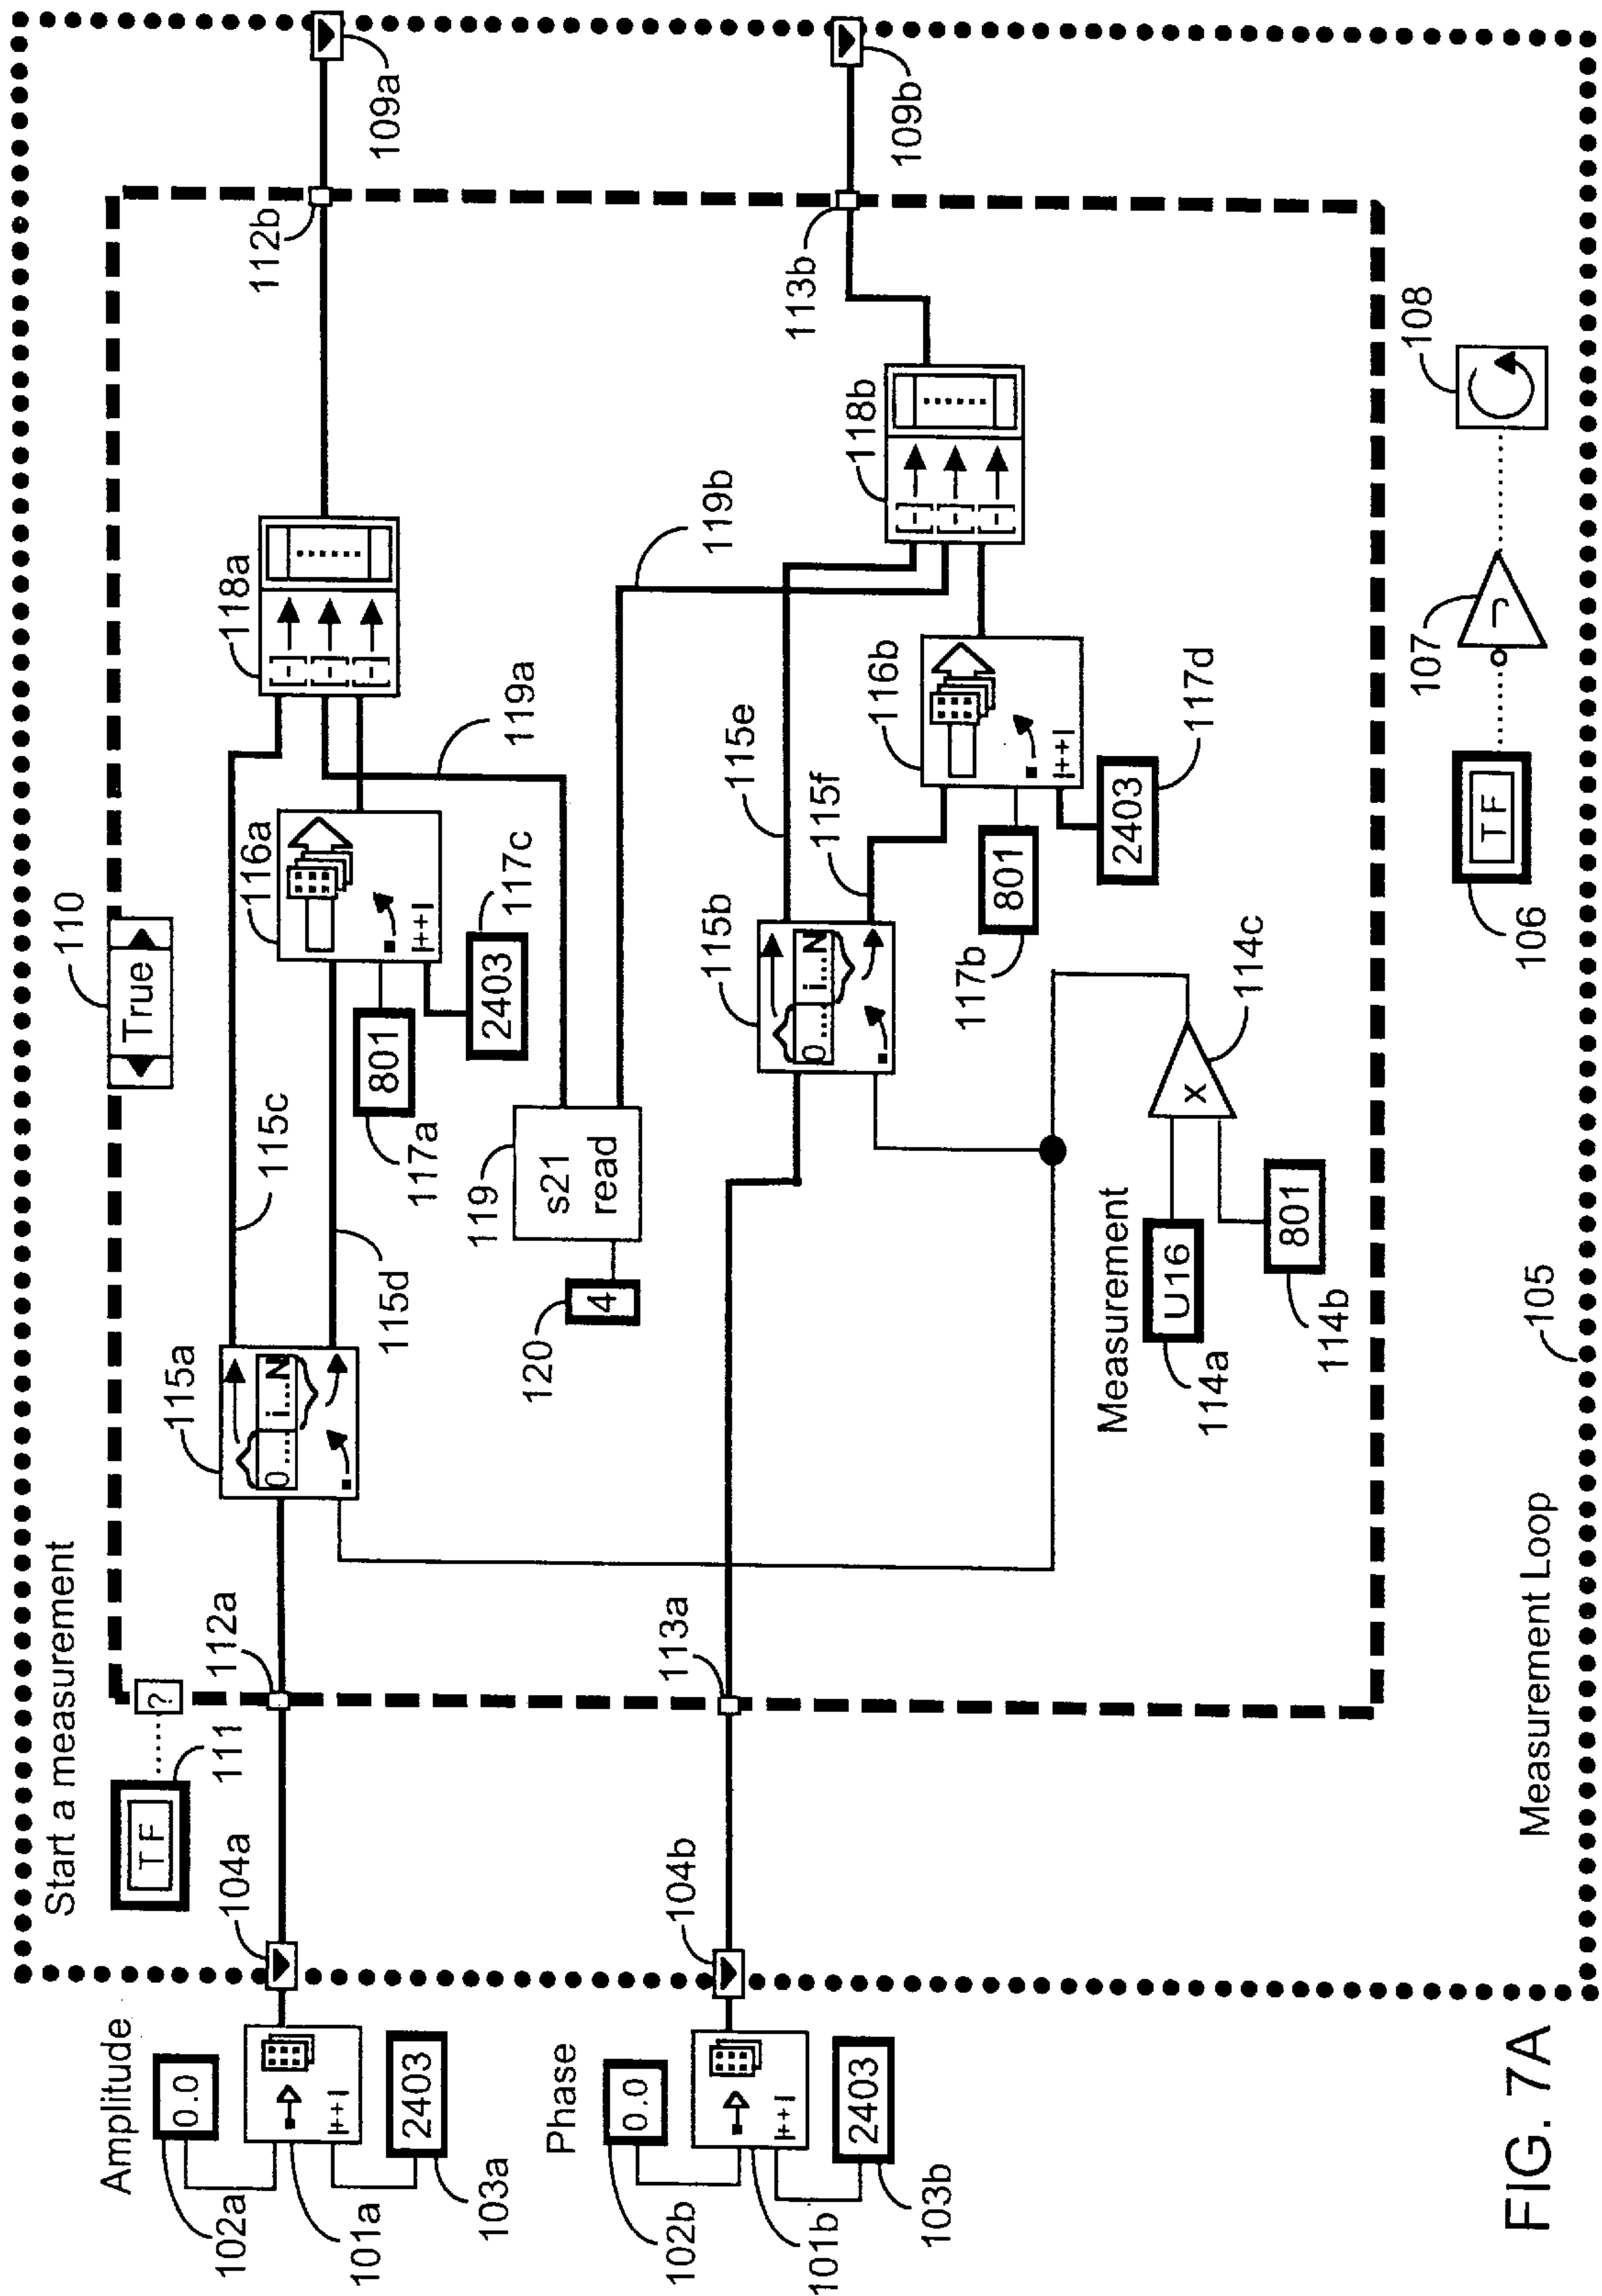 Start a measurement
110
True
109a
112b
T F
?
111
112a
104a
115a
0....
i...N
115c
115d
116a
|++|
801
117a
2403
117c
118a
119a
119
s21
read
120
4
Amplitude
0.0
102a
101a
|++|
2403
103a
Phase
0.0
102b
101b
|++|
2403
103b
104b
113a
115b
0....
i...N
115e
115f
116b
|++|
801
117b
2403
117d
118b
119b
113b
109b
Measurement
U16
114a
801
114b
x
114c
T F
106
107
108
Measurement Loop
105
FIG. 7A